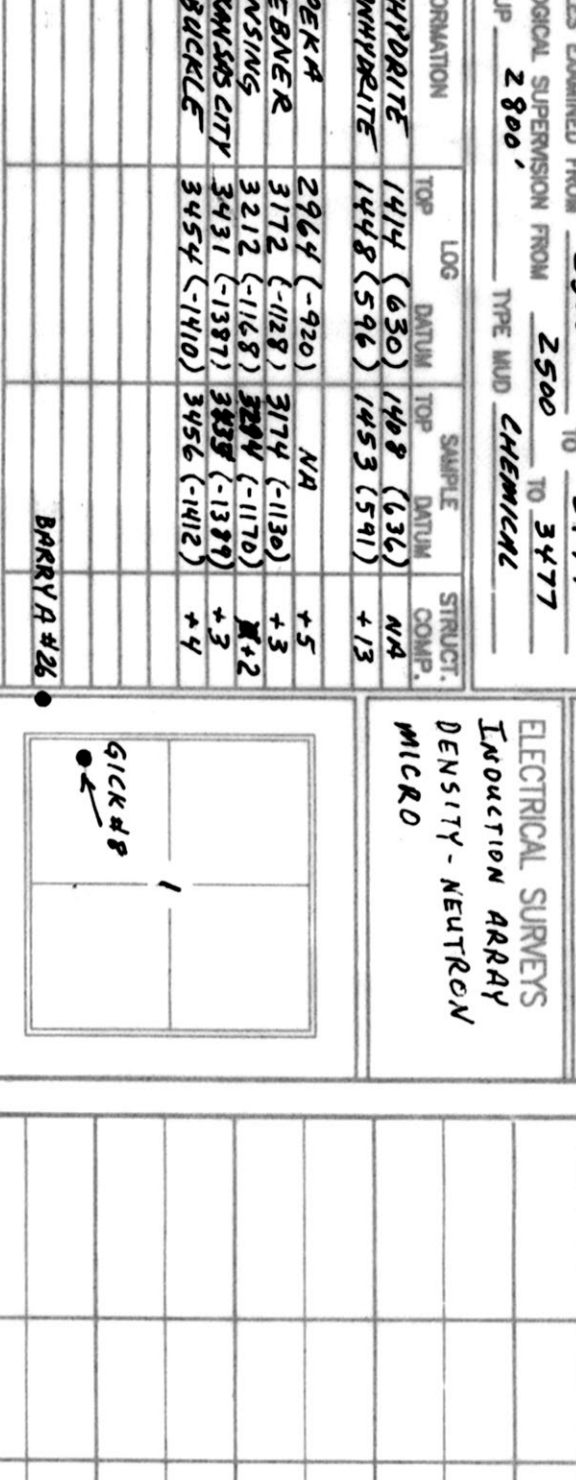 TO
OGICAL SUPERVISION FROM 2500 TO 3477
UP 2800' TYPE MUD CHEMICAL
ORMATION LOG SAMPLE STRUCT.
TOP DATUM TOP DATUM COMP.
HYDRITE 1414 (630) 1408 (636) NA
NHYDRITE 1448 (596) 1453 (591) +13
PEKA 2964 (-920) NA +5
EBNER 3172 (-1128) 3174 (-1130) +3
NSING 3212 (-1168) (-1170) +2
KANSAS CITY 3431 (-1387) (-1389) +3
BUCKLE 3454 (-1410) 3456 (-1412) +4
BARRY A #26
ELECTRICAL SURVEYS
INDUCTION ARRAY
DENSITY - NEUTRON
MICRO
1
GICK #8